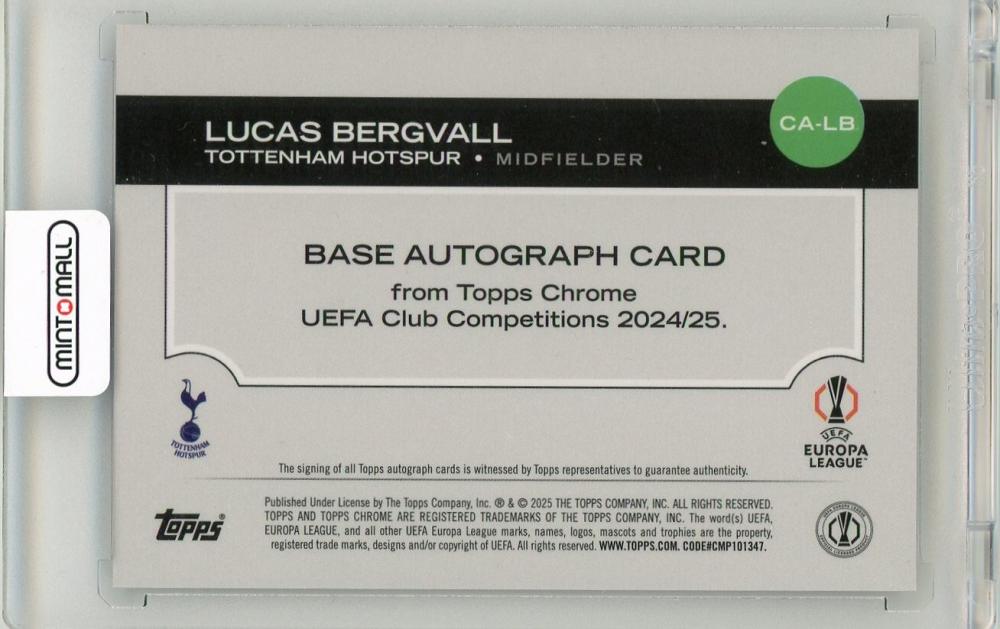 CA-LB
LUCAS BERGVALL
TOTTENHAM HOTSPUR • MIDFIELDER
BASE AUTOGRAPH CARD
from Topps Chrome
UEFA Club Competitions 2024/25.
MINTOMALL
TOTTENHAM
HOTSPUR
UEFA
EUROPA
LEAGUE™
The signing of all Topps autograph cards is witnessed by Topps representatives to guarantee authenticity.
topps®
Published Under License by The Topps Company, Inc. ® & © 2025 THE TOPPS COMPANY, INC. ALL RIGHTS RESERVED.
TOPPS AND TOPPS CHROME ARE REGISTERED TRADEMARKS OF THE TOPPS COMPANY, INC. The word(s) UEFA,
EUROPA LEAGUE, and all other UEFA Europa League marks, names, logos, mascots and trophies are the property,
registered trade marks, designs and/or copyright of UEFA. All rights reserved. WWW.TOPPS.COM. CODE#CMP101347.